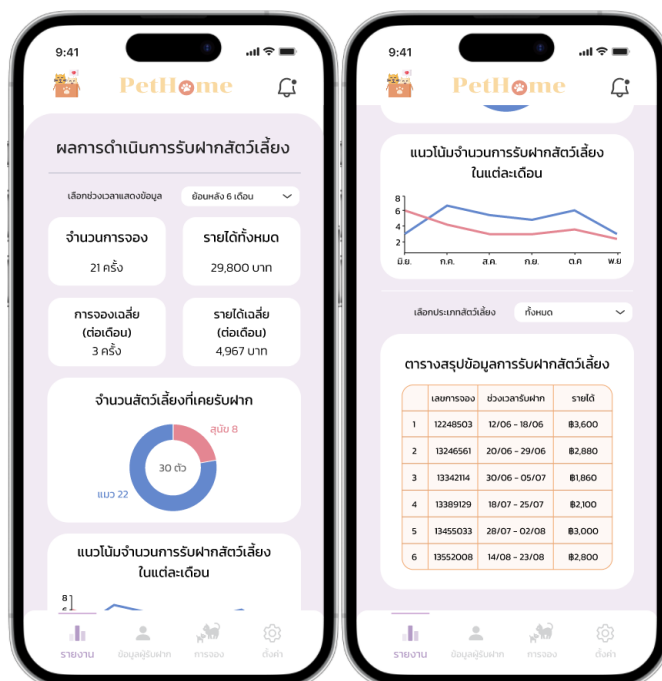 9:41
PetHome
ผลการดำเนินการรับฝากสัตว์เลี้ยง
เลือกช่วงเวลาแสดงข้อมูล
ย้อนหลัง 6 เดือน
จำนวนการจอง
21 ครั้ง
รายได้ทั้งหมด
29,800 บาท
การจองเฉลี่ย
(ต่อเดือน)
3 ครั้ง
รายได้เฉลี่ย
(ต่อเดือน)
4,967 บาท
จำนวนสัตว์เลี้ยงที่เคยรับฝาก
สุนัข 8
30 ตัว
แมว 22
แนวโน้มจำนวนการรับฝากสัตว์เลี้ยง
ในแต่ละเดือน
8
รายงาน
ข้อมูลผู้รับฝาก
การจอง
ตั้งค่า
9:41
PetHome
แนวโน้มจำนวนการรับฝากสัตว์เลี้ยง
ในแต่ละเดือน
8
6
4
2
มิ.ย. ก.ค. ส.ค. ก.ย. ต.ค พ.ย
เลือกประเภทสัตว์เลี้ยง
ทั้งหมด
ตารางสรุปข้อมูลการรับฝากสัตว์เลี้ยง
เลขการจอง ช่วงเวลารับฝาก รายได้
1 12248503 12/06 - 18/06 ฿3,600
2 13246561 20/06 - 29/06 ฿2,880
3 13342114 30/06 - 05/07 ฿1,860
4 13389129 18/07 - 25/07 ฿2,100
5 13455033 28/07 - 02/08 ฿3,000
6 13552008 14/08 - 23/08 ฿2,800
รายงาน
ข้อมูลผู้รับฝาก
การจอง
ตั้งค่า